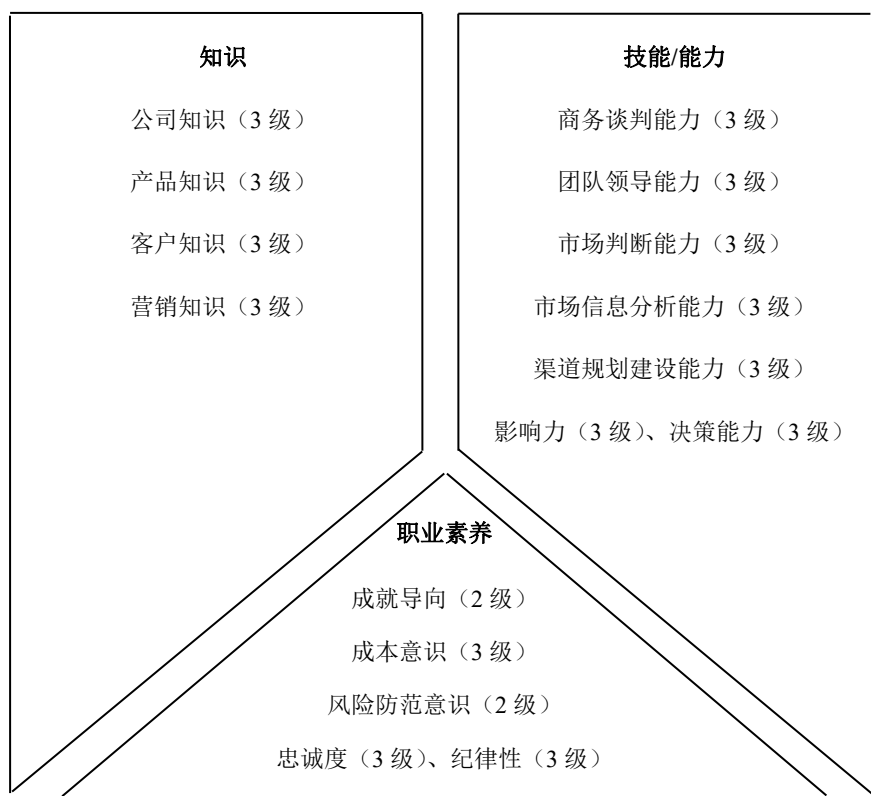 知识
公司知识（3 级）
产品知识（3 级）
客户知识（3 级）
营销知识（3 级）
技能/能力
商务谈判能力（3 级）
团队领导能力（3 级）
市场判断能力（3 级）
市场信息分析能力（3 级）
渠道规划建设能力（3 级）
影响力（3 级）、决策能力（3 级）
职业素养
成就导向（2 级）
成本意识（3 级）
风险防范意识（2 级）
忠诚度（3 级）、纪律性（3 级）